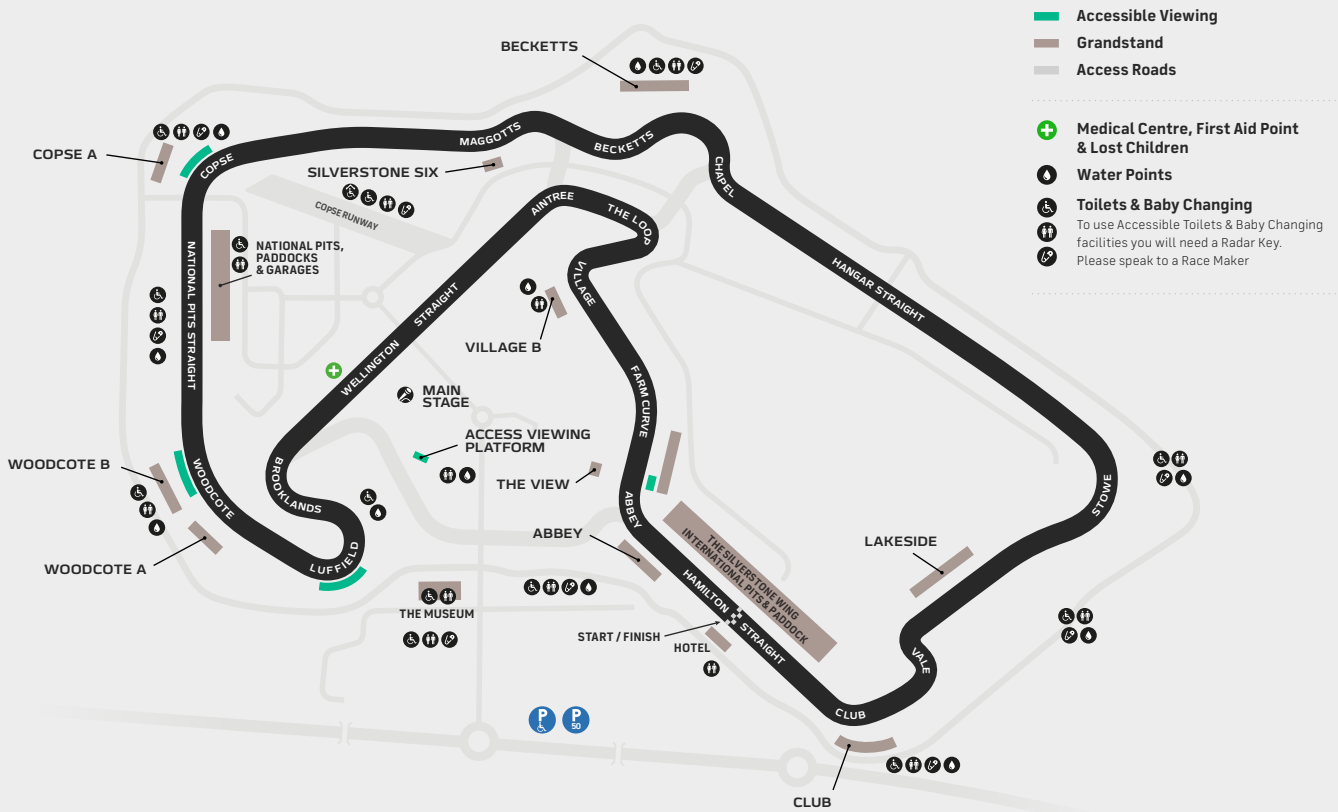 Accessible Viewing
Grandstand
Access Roads
Medical Centre, First Aid Point
& Lost Children
Water Points
Toilets & Baby Changing
To use Accessible Toilets & Baby Changing
facilities you will need a Radar Key.
Please speak to a Race Maker
BECKETTS
COPSE A
COPSE
MAGGOTTS
BECKETTS
CHAPEL
SILVERSTONE SIX
COPSE RUNWAY
AINTREE
THE LOOP
NATIONAL PITS,
PADDOCKS
& GARAGES
NATIONAL PITS STRAIGHT
VILLAGE
HANGAR STRAIGHT
WELLINGTON STRAIGHT
VILLAGE B
FARM CURVE
MAIN
STAGE
ACCESS VIEWING
PLATFORM
WOODCOTE B
WOODCOTE
BROOKLANDS
THE VIEW
ABBEY
STOWE
ABBEY
LAKESIDE
WOODCOTE A
LUFFIELD
THE SILVERSTONE WING
INTERNATIONAL PITS & PADDOCK
HAMILTON STRAIGHT
THE MUSEUM
START / FINISH
HOTEL
VALE
CLUB
P
P
50
CLUB